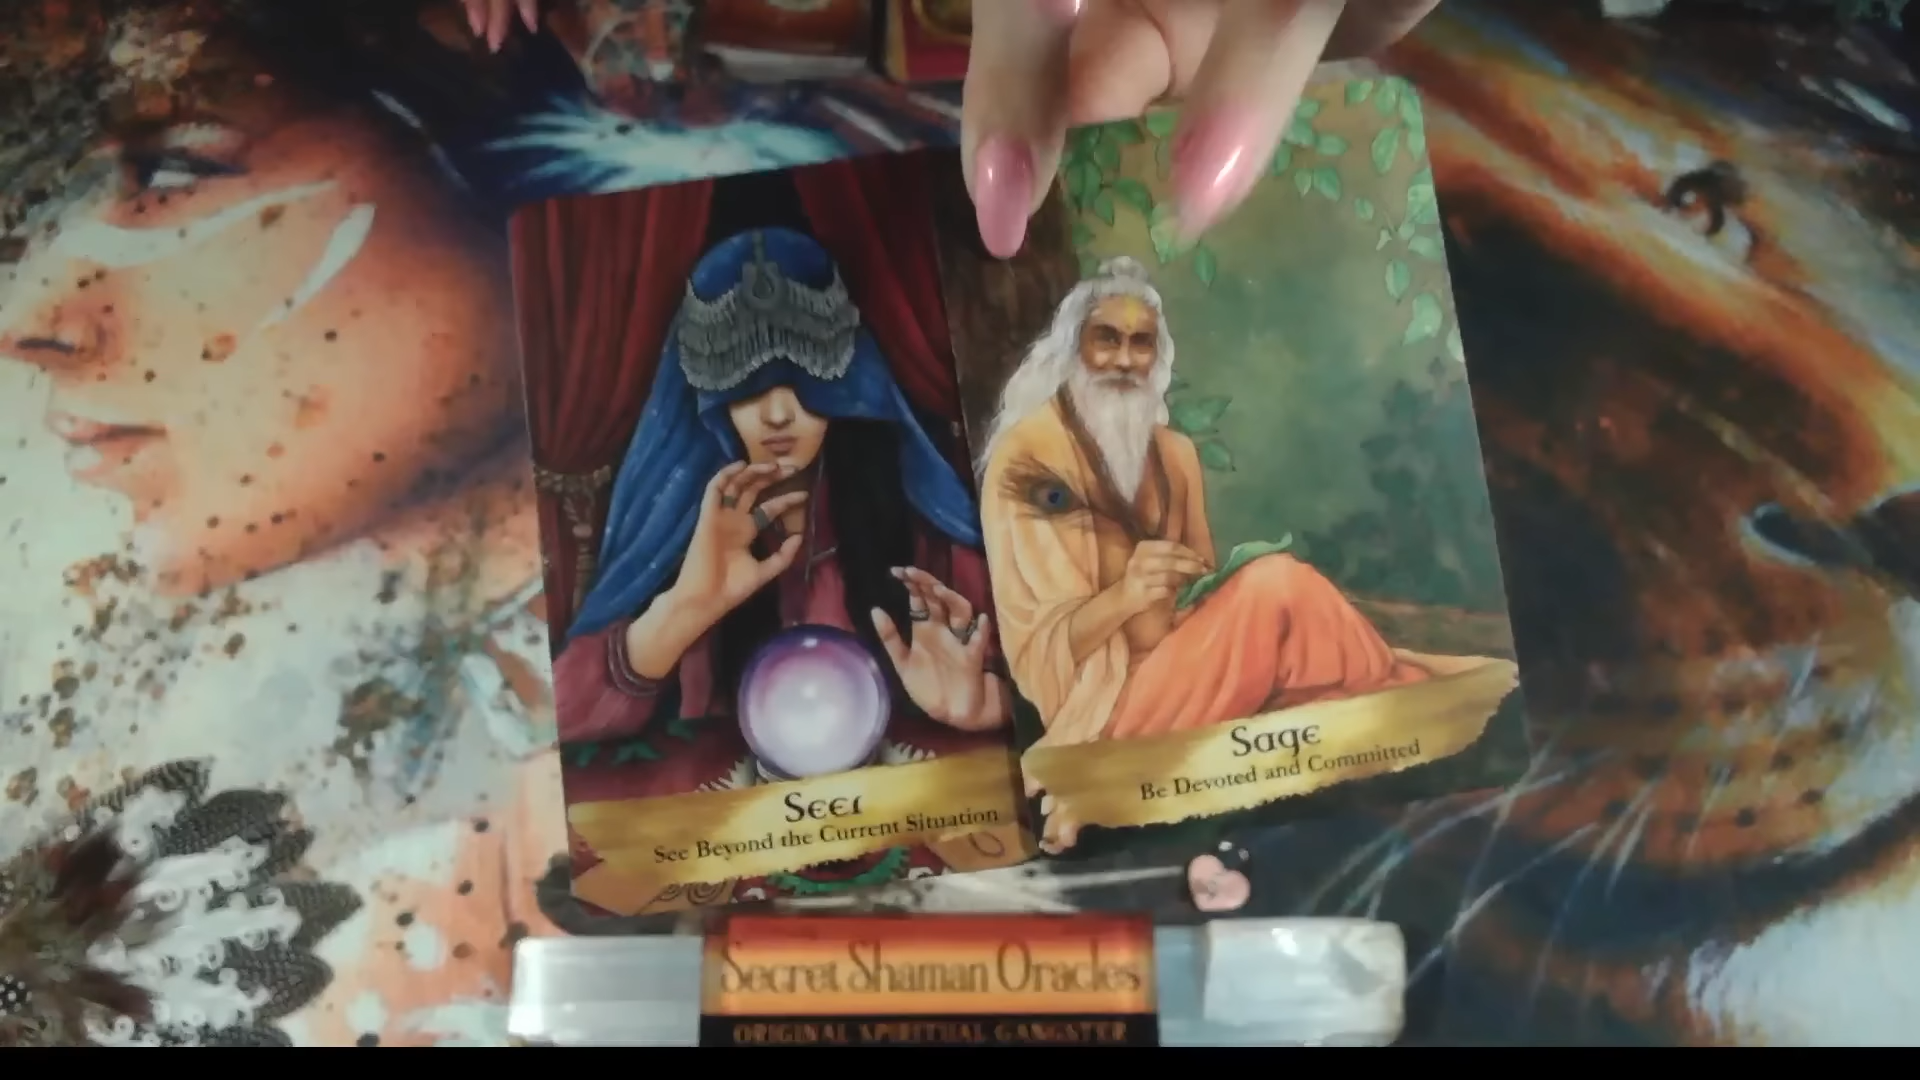 Seer
See Beyond the Current Situation
Sage
Be Devoted and Committed
Secret Shaman Oracles
ORIGINAL SPIRITUAL GANGSTER